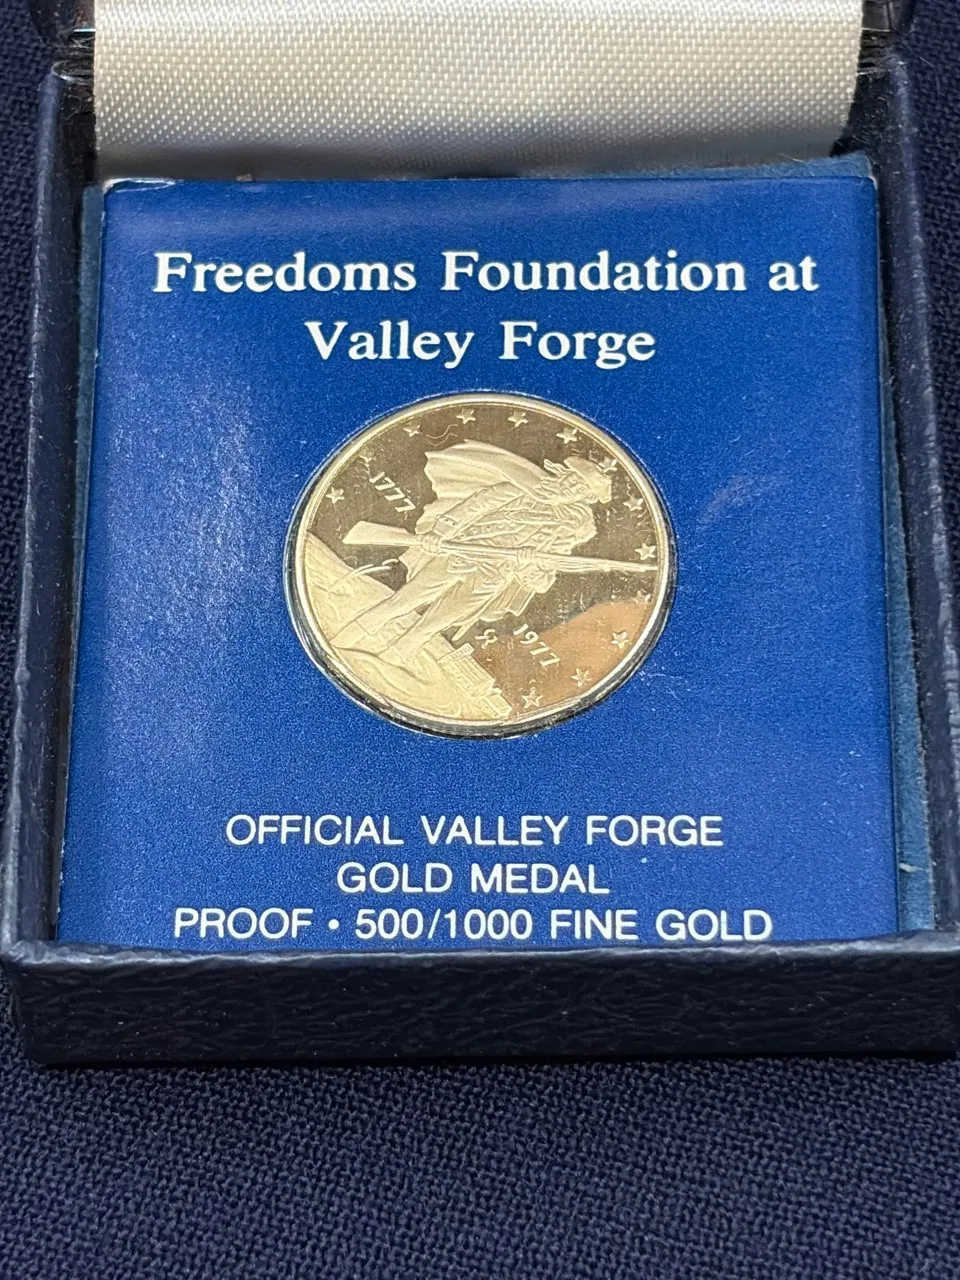 Freedoms Foundation at
Valley Forge
1777
1977
OFFICIAL VALLEY FORGE
GOLD MEDAL
PROOF • 500/1000 FINE GOLD